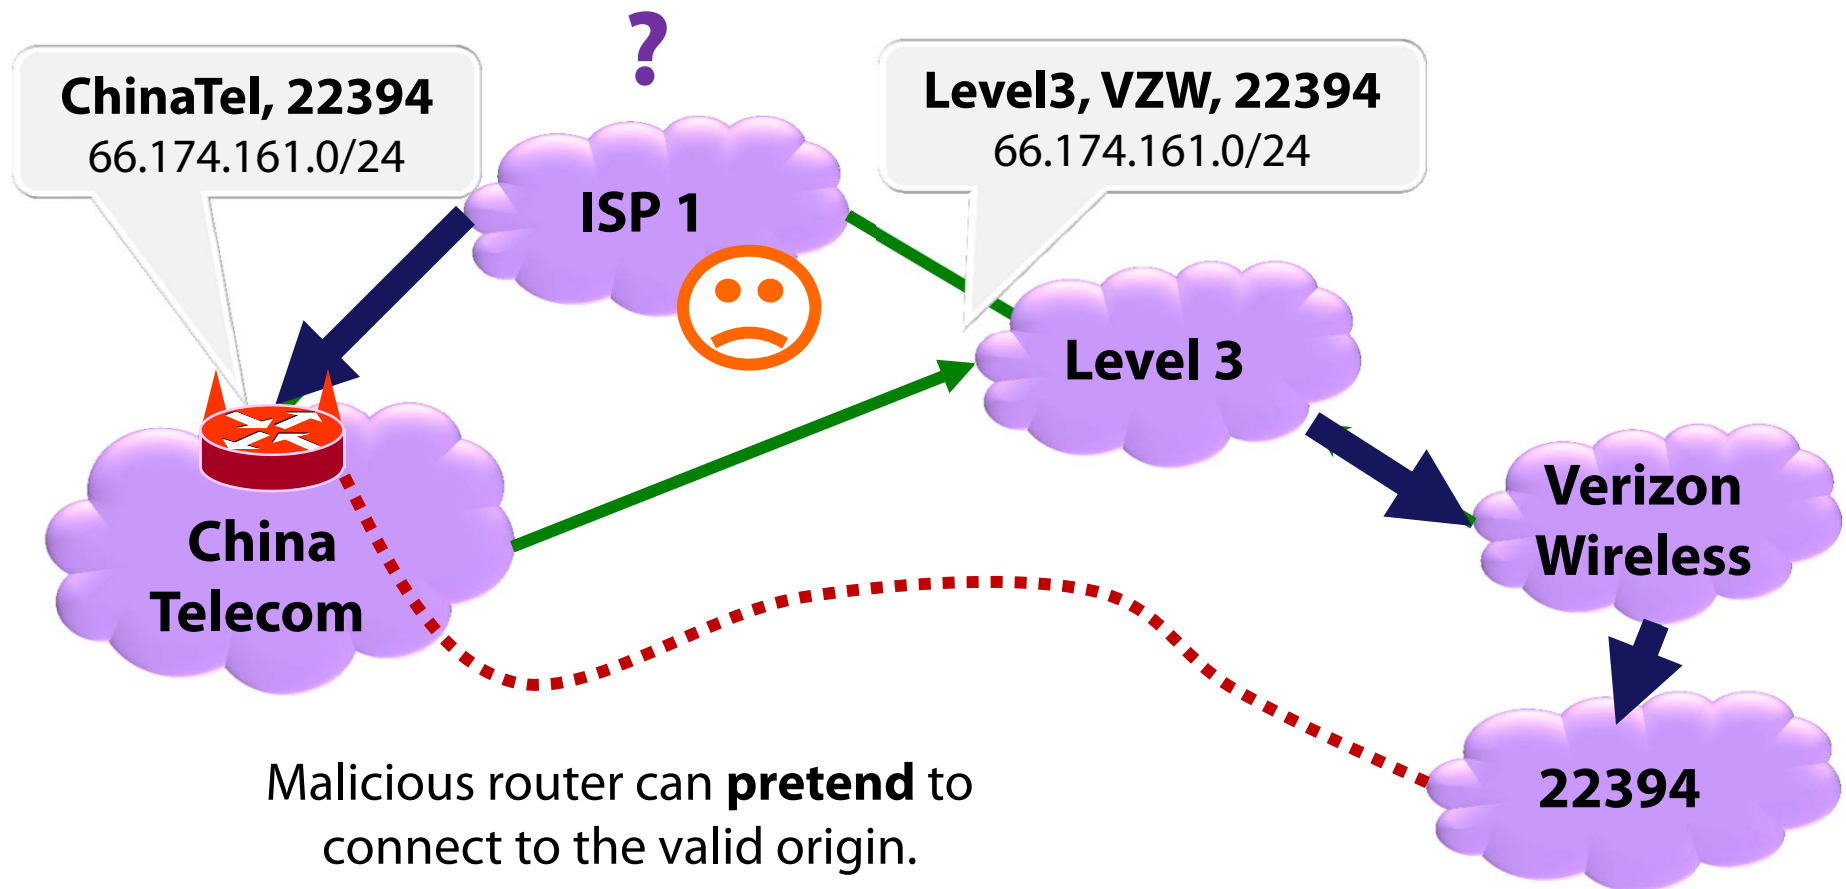 ?
ChinaTel, 22394
66.174.161.0/24
Level3, VZW, 22394
66.174.161.0/24
ISP 1
Level 3
Verizon
Wireless
China
Telecom
22394
Malicious router can pretend to
connect to the valid origin.